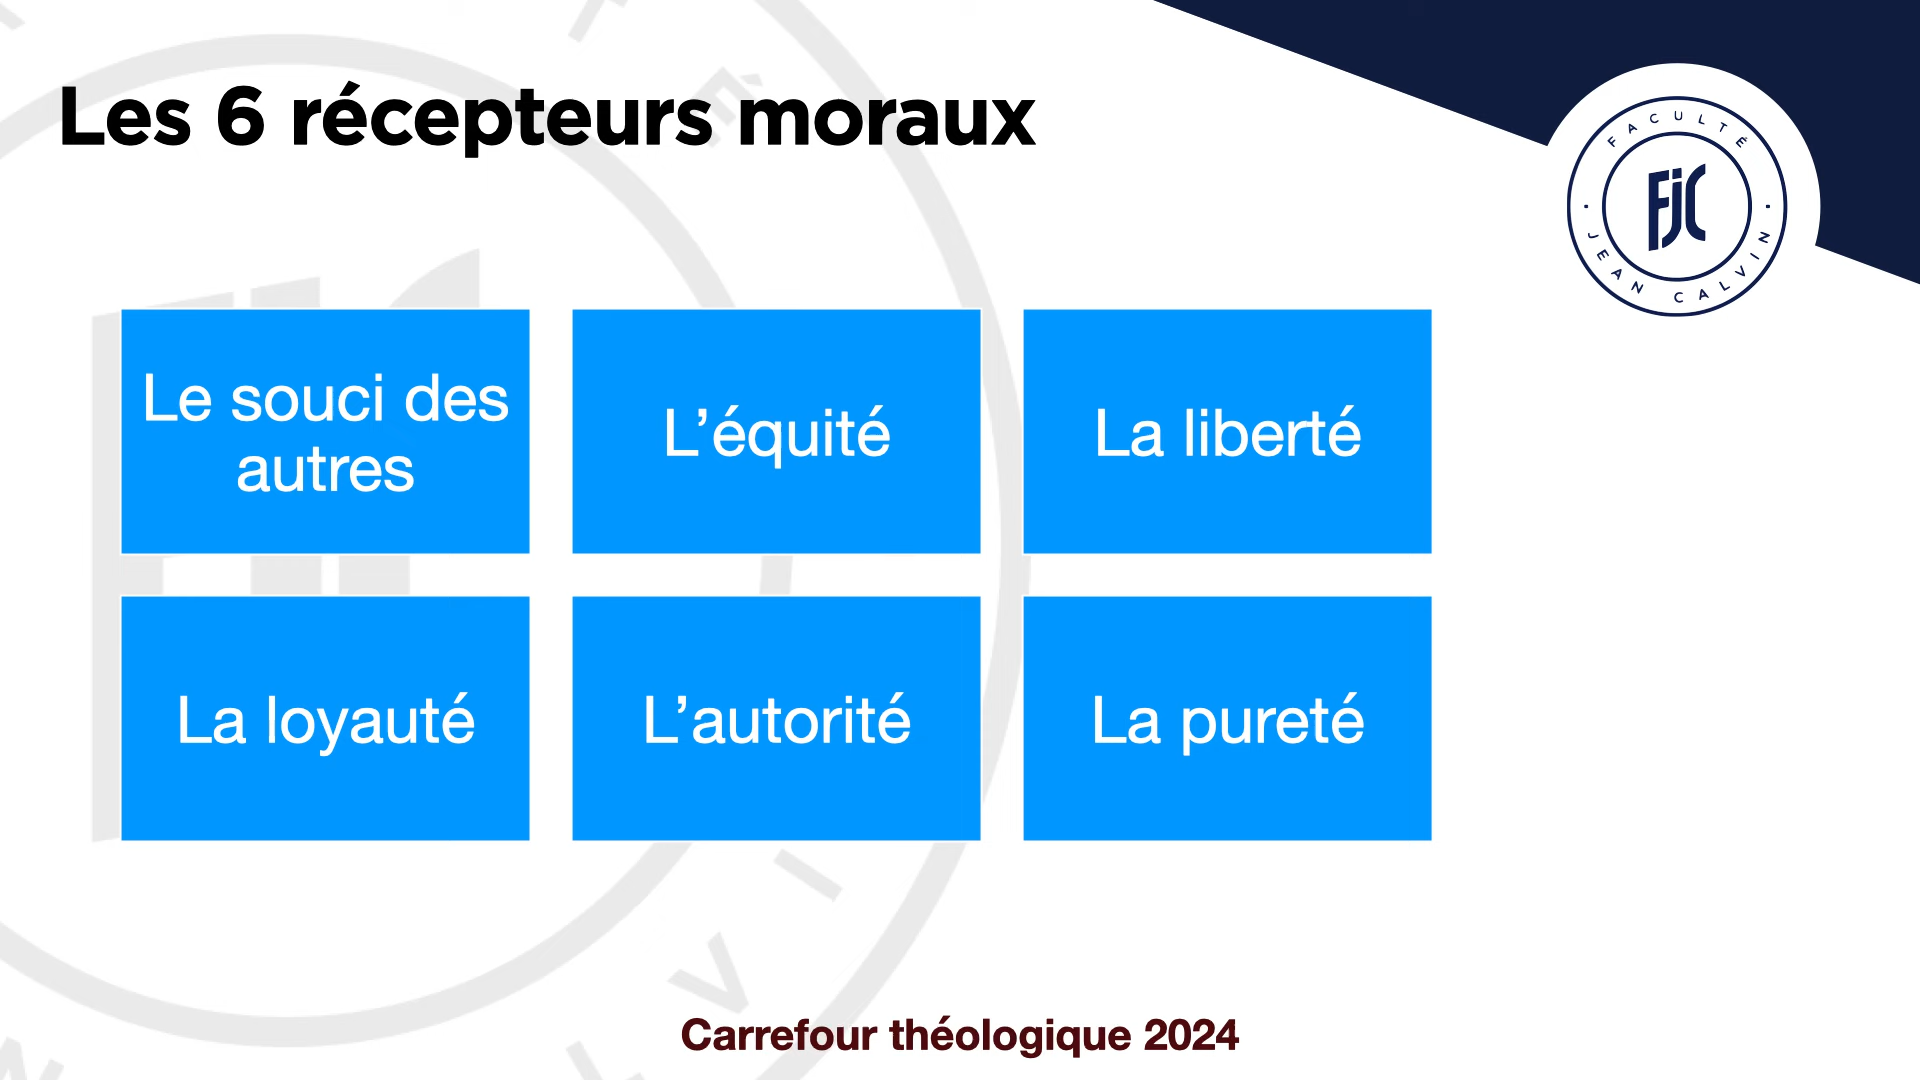 Les 6 récepteurs moraux
FACULTÉ
FJC
JEAN CALVIN
Le souci des
autres
L’équité
La liberté
La loyauté
L’autorité
La pureté
Carrefour théologique 2024